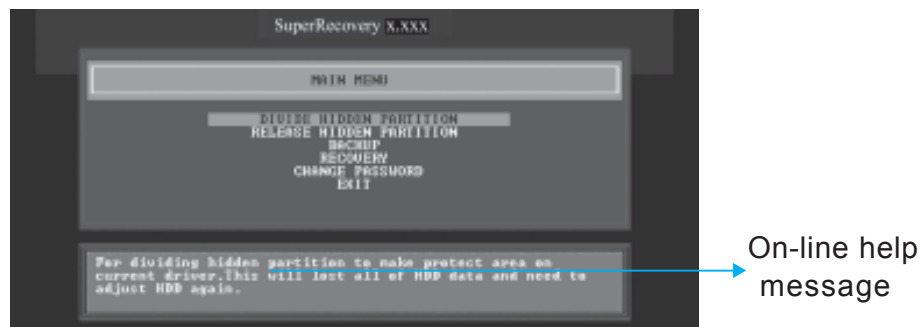 SuperRecovery X.XXX
MAIN MENU
DIVIDE HIDDEN PARTITION
RELEASE HIDDEN PARTITION
BACKUP
RECOVERY
CHANGE PASSWORD
EXIT
For dividing hidden partition to make protect area on
current driver.This will lost all of HDD data and need to
adjust HDD again.
On-line help
message